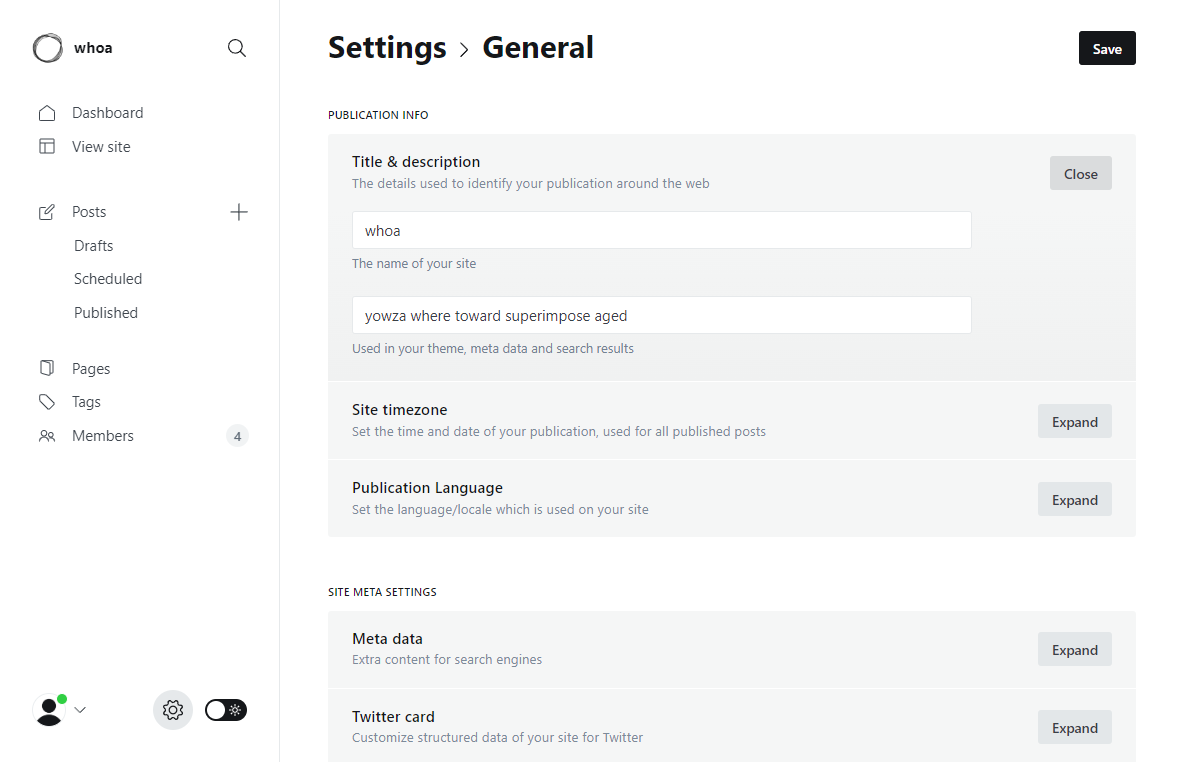 whoa
Dashboard
View site
Posts
Drafts
Scheduled
Published
Pages
Tags
Members 4
Settings > General
Save
PUBLICATION INFO
Title & description
The details used to identify your publication around the web
Close
whoa
The name of your site
yowza where toward superimpose aged
Used in your theme, meta data and search results
Site timezone
Set the time and date of your publication, used for all published posts
Expand
Publication Language
Set the language/locale which is used on your site
Expand
SITE META SETTINGS
Meta data
Extra content for search engines
Expand
Twitter card
Customize structured data of your site for Twitter
Expand